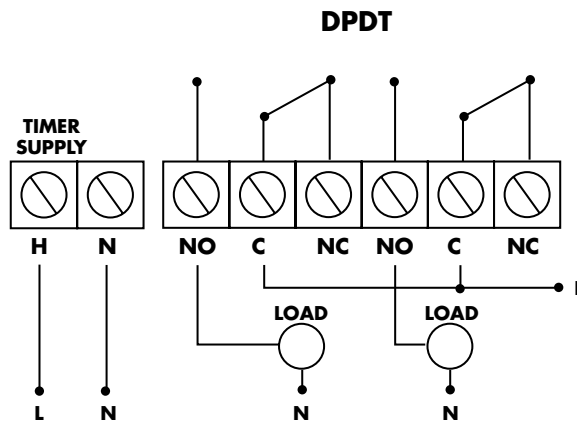 DPDT
TIMER
SUPPLY
H N NO C NC NO C NC
LOAD LOAD
L N N N